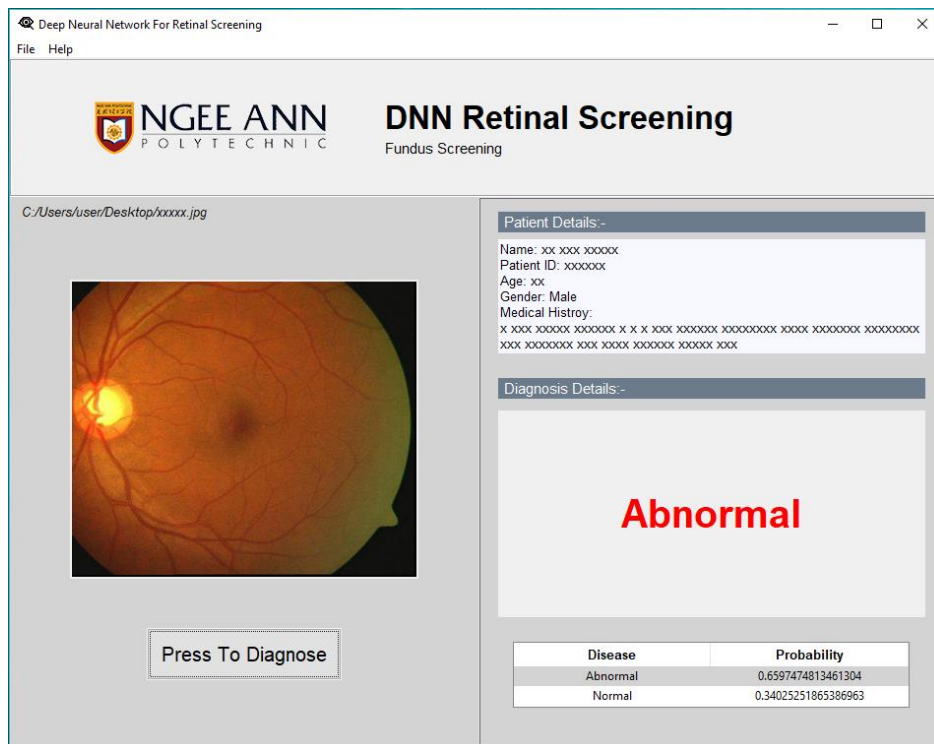 Deep Neural Network For Retinal Screening
File Help
NGEE ANN
POLYTECHNIC
DNN Retinal Screening
Fundus Screening
C:/Users/user/Desktop/xxxxx.jpg
Patient Details:-
Name: xx xxx xxxxx
Patient ID: xxxxxx
Age: xx
Gender: Male
Medical Histroy:
x xxx xxxxx xxxxxx x x x xxx xxxxxx xxxxxxxx xxxx xxxxxxx xxxxxxxx
xxx xxxxxxx xxx xxxx xxxxxx xxxxx xxx
Diagnosis Details:-
Abnormal
Press To Diagnose
Disease Probability
Abnormal 0.6597474813461304
Normal 0.34025251865386963